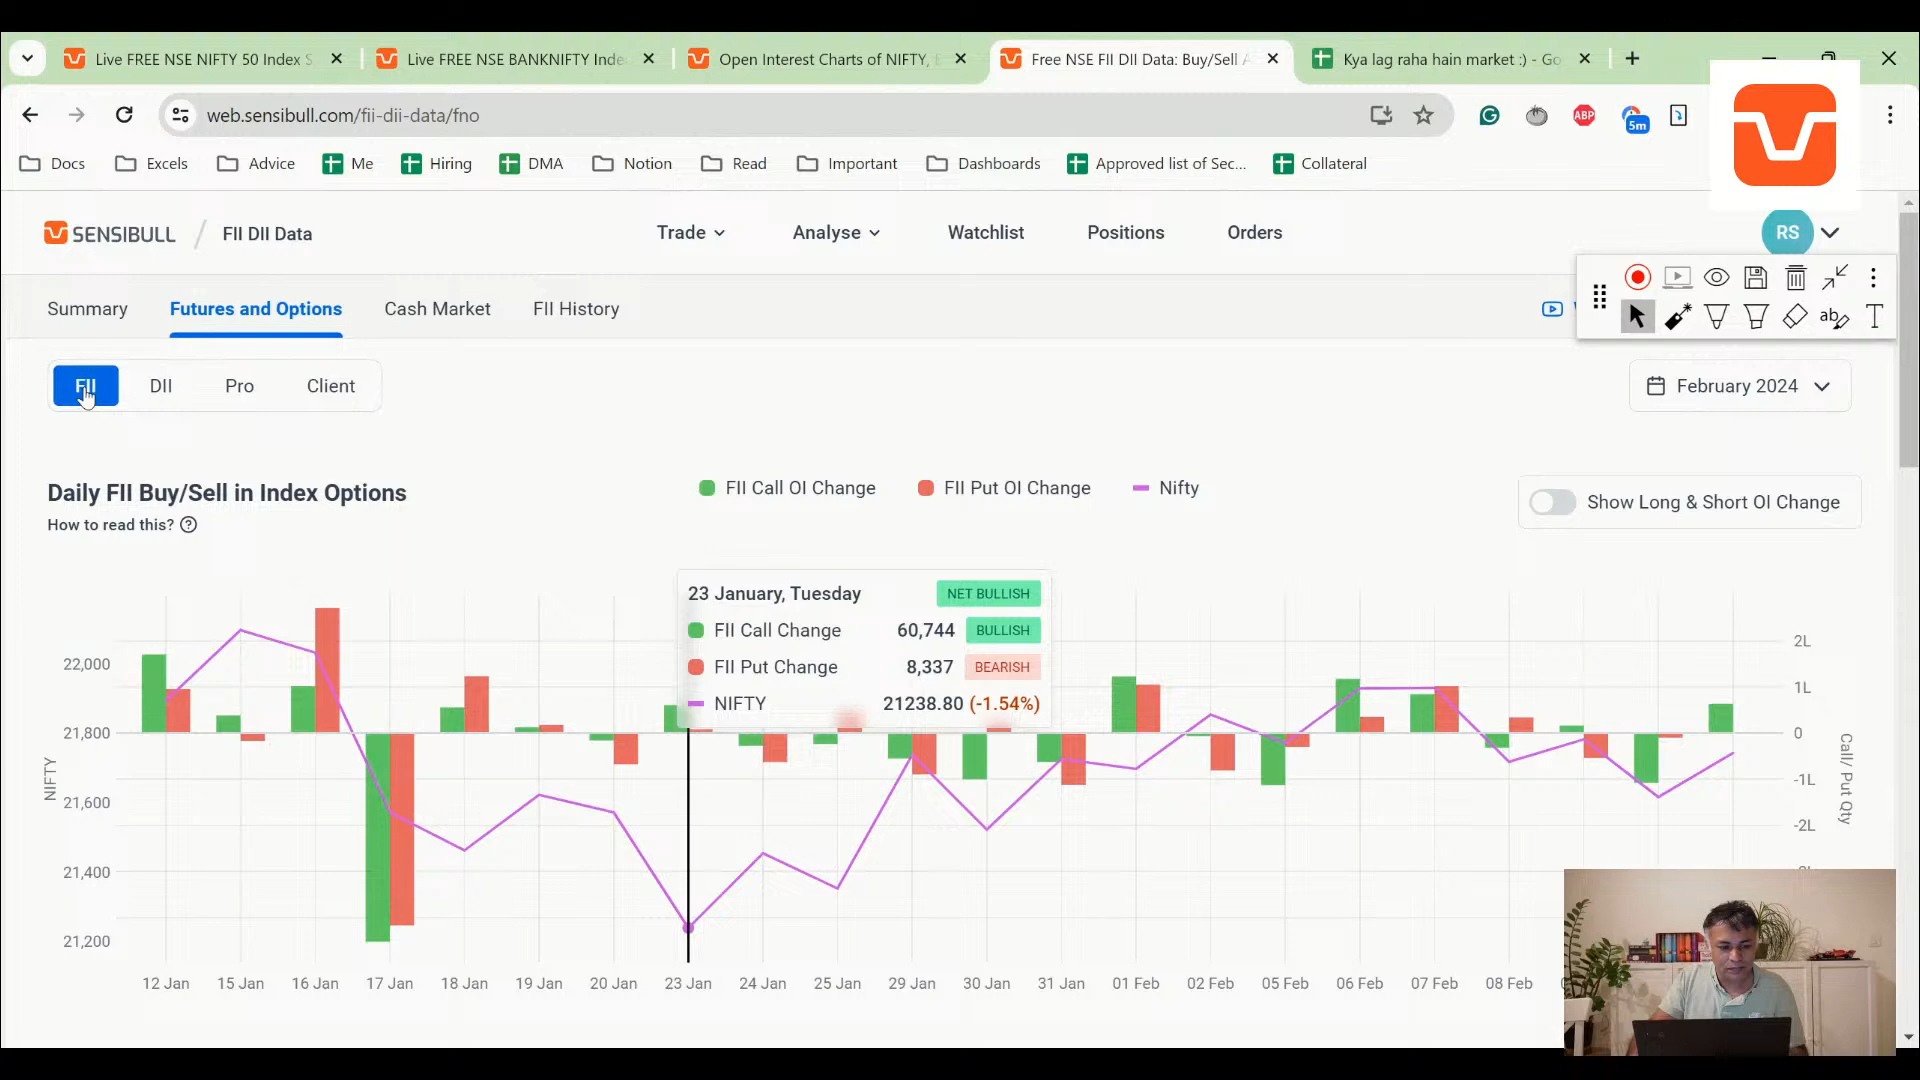 Live FREE NSE NIFTY 50 Index S
Live FREE NSE BANKNIFTY Inde
Open Interest Charts of NIFTY,
Free NSE FII DII Data: Buy/Sell A
Kya lag raha hain market :) - Go
web.sensibull.com/fii-dii-data/fno
ABP
5m
Docs
Excels
Advice
Me
Hiring
DMA
Notion
Read
Important
Dashboards
Approved list of Sec...
Collateral
SENSIBULL / FII DII Data
Trade
Analyse
Watchlist
Positions
Orders
RS
Summary
Futures and Options
Cash Market
FII History
FII
DII
Pro
Client
February 2024
Daily FII Buy/Sell in Index Options
How to read this?
FII Call OI Change
FII Put OI Change
Nifty
Show Long & Short OI Change
23 January, Tuesday NET BULLISH
FII Call Change 60,744 BULLISH
FII Put Change 8,337 BEARISH
NIFTY 21238.80 (-1.54%)
22,000
21,800
21,600
21,400
21,200
NIFTY
2L
1L
0
-1L
-2L
Call/ Put Qty
12 Jan
15 Jan
16 Jan
17 Jan
18 Jan
19 Jan
20 Jan
23 Jan
24 Jan
25 Jan
29 Jan
30 Jan
31 Jan
01 Feb
02 Feb
05 Feb
06 Feb
07 Feb
08 Feb